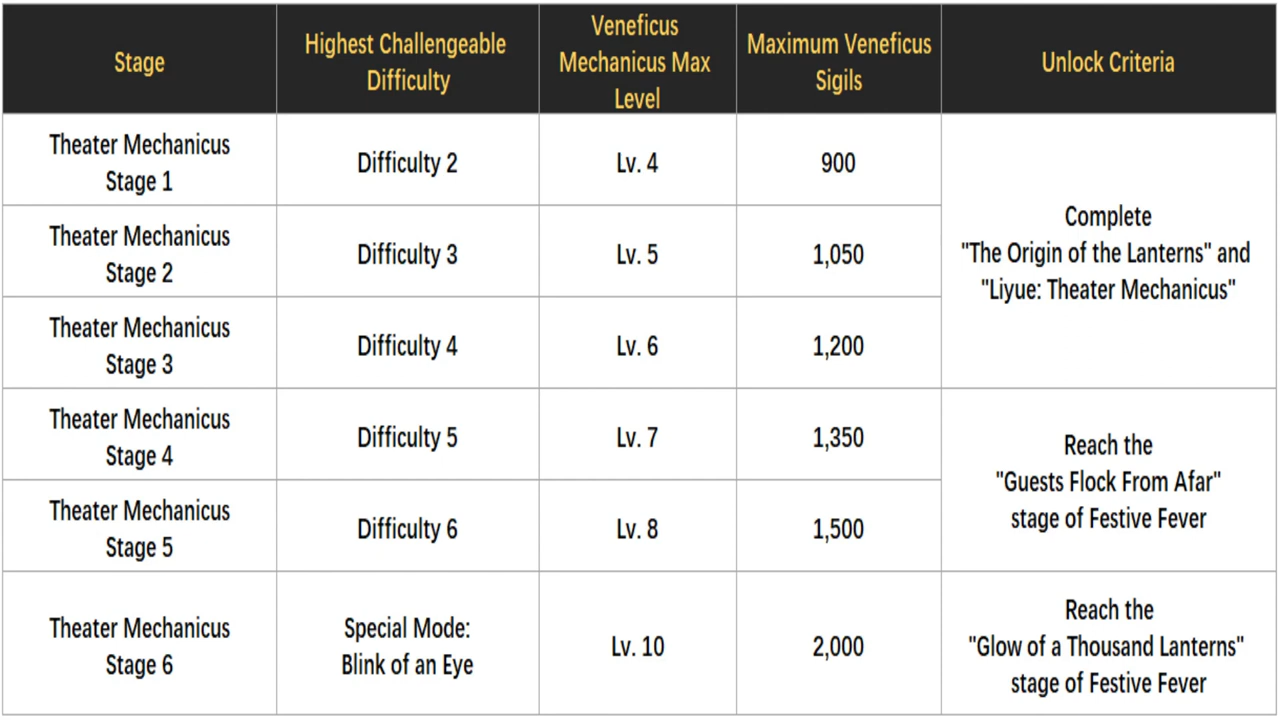 Stage
Highest Challengeable
Difficulty
Veneficus
Mechanicus Max
Level
Maximum Veneficus
Sigils
Unlock Criteria
Theater Mechanicus
Stage 1
Difficulty 2
Lv. 4
900
Complete
"The Origin of the Lanterns" and
"Liyue: Theater Mechanicus"
Theater Mechanicus
Stage 2
Difficulty 3
Lv. 5
1,050
Theater Mechanicus
Stage 3
Difficulty 4
Lv. 6
1,200
Theater Mechanicus
Stage 4
Difficulty 5
Lv. 7
1,350
Reach the
"Guests Flock From Afar"
stage of Festive Fever
Theater Mechanicus
Stage 5
Difficulty 6
Lv. 8
1,500
Theater Mechanicus
Stage 6
Special Mode:
Blink of an Eye
Lv. 10
2,000
Reach the
"Glow of a Thousand Lanterns"
stage of Festive Fever